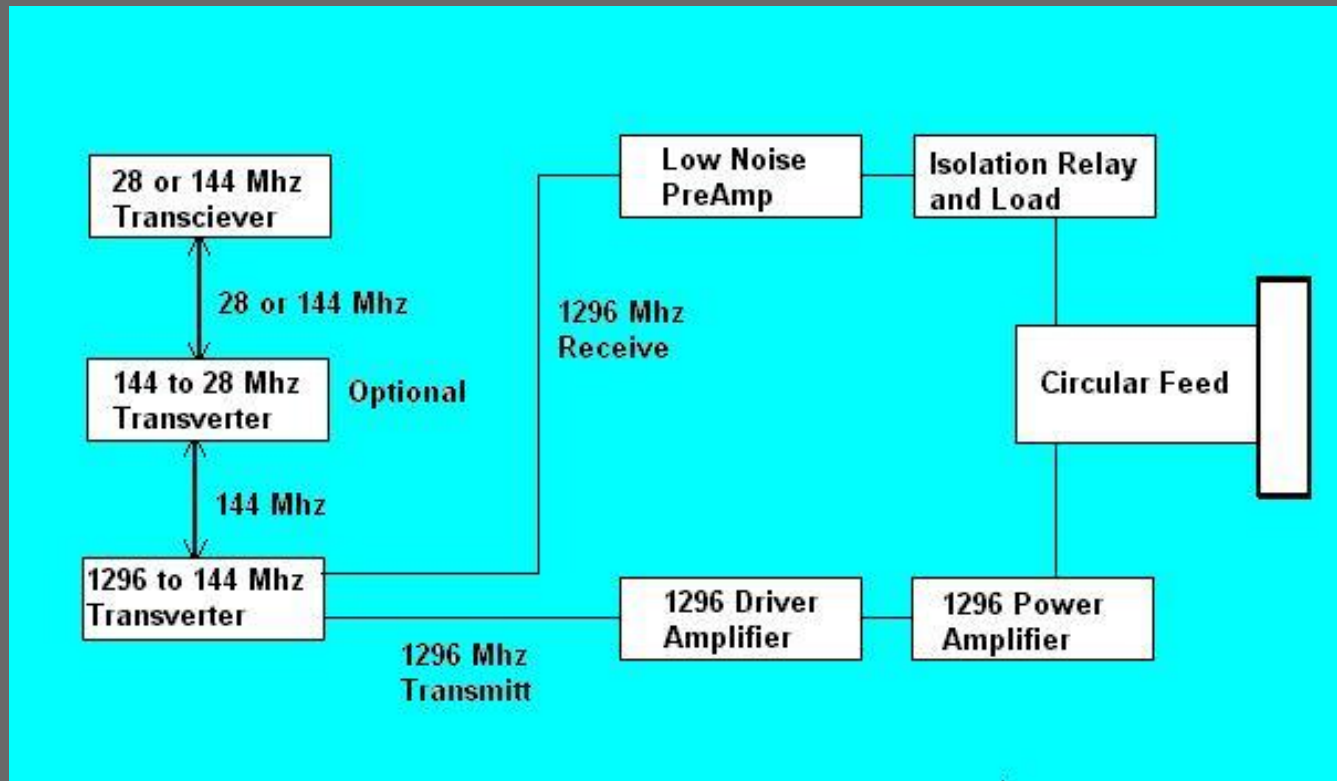 28 or 144 Mhz
Transciever
28 or 144 Mhz
144 to 28 Mhz
Transverter
Optional
144 Mhz
1296 to 144 Mhz
Transverter
1296 Mhz
Receive
1296 Mhz
Transmitt
Low Noise
PreAmp
Isolation Relay
and Load
Circular Feed
1296 Driver
Amplifier
1296 Power
Amplifier